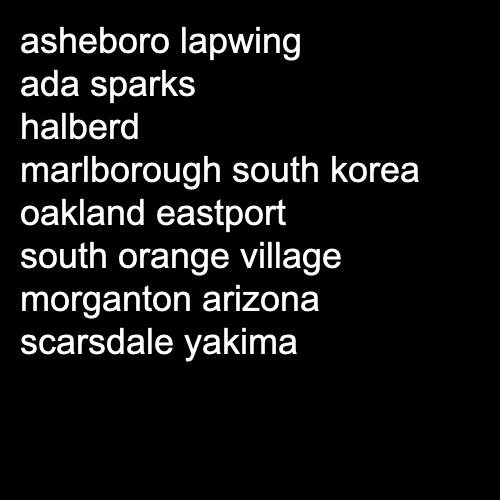 asheboro lapwing
ada sparks
halberd
marlborough south korea
oakland eastport
south orange village
morganton arizona
scarsdale yakima